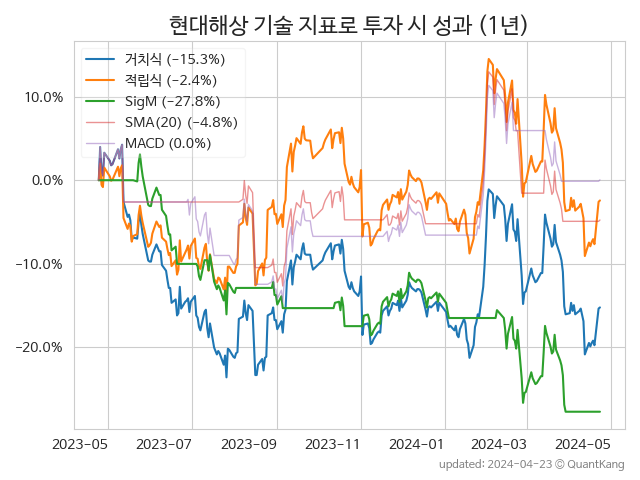 현대해상 기술 지표로 투자 시 성과 (1년)
거치식 (−15.3%)
적립식 (−2.4%)
SigM (−27.8%)
SMA(20) (−4.8%)
MACD (0.0%)
10.0%
0.0%
−10.0%
−20.0%
2023-05 2023-07 2023-09 2023-11 2024-01 2024-03 2024-05
updated: 2024-04-23 © QuantKang